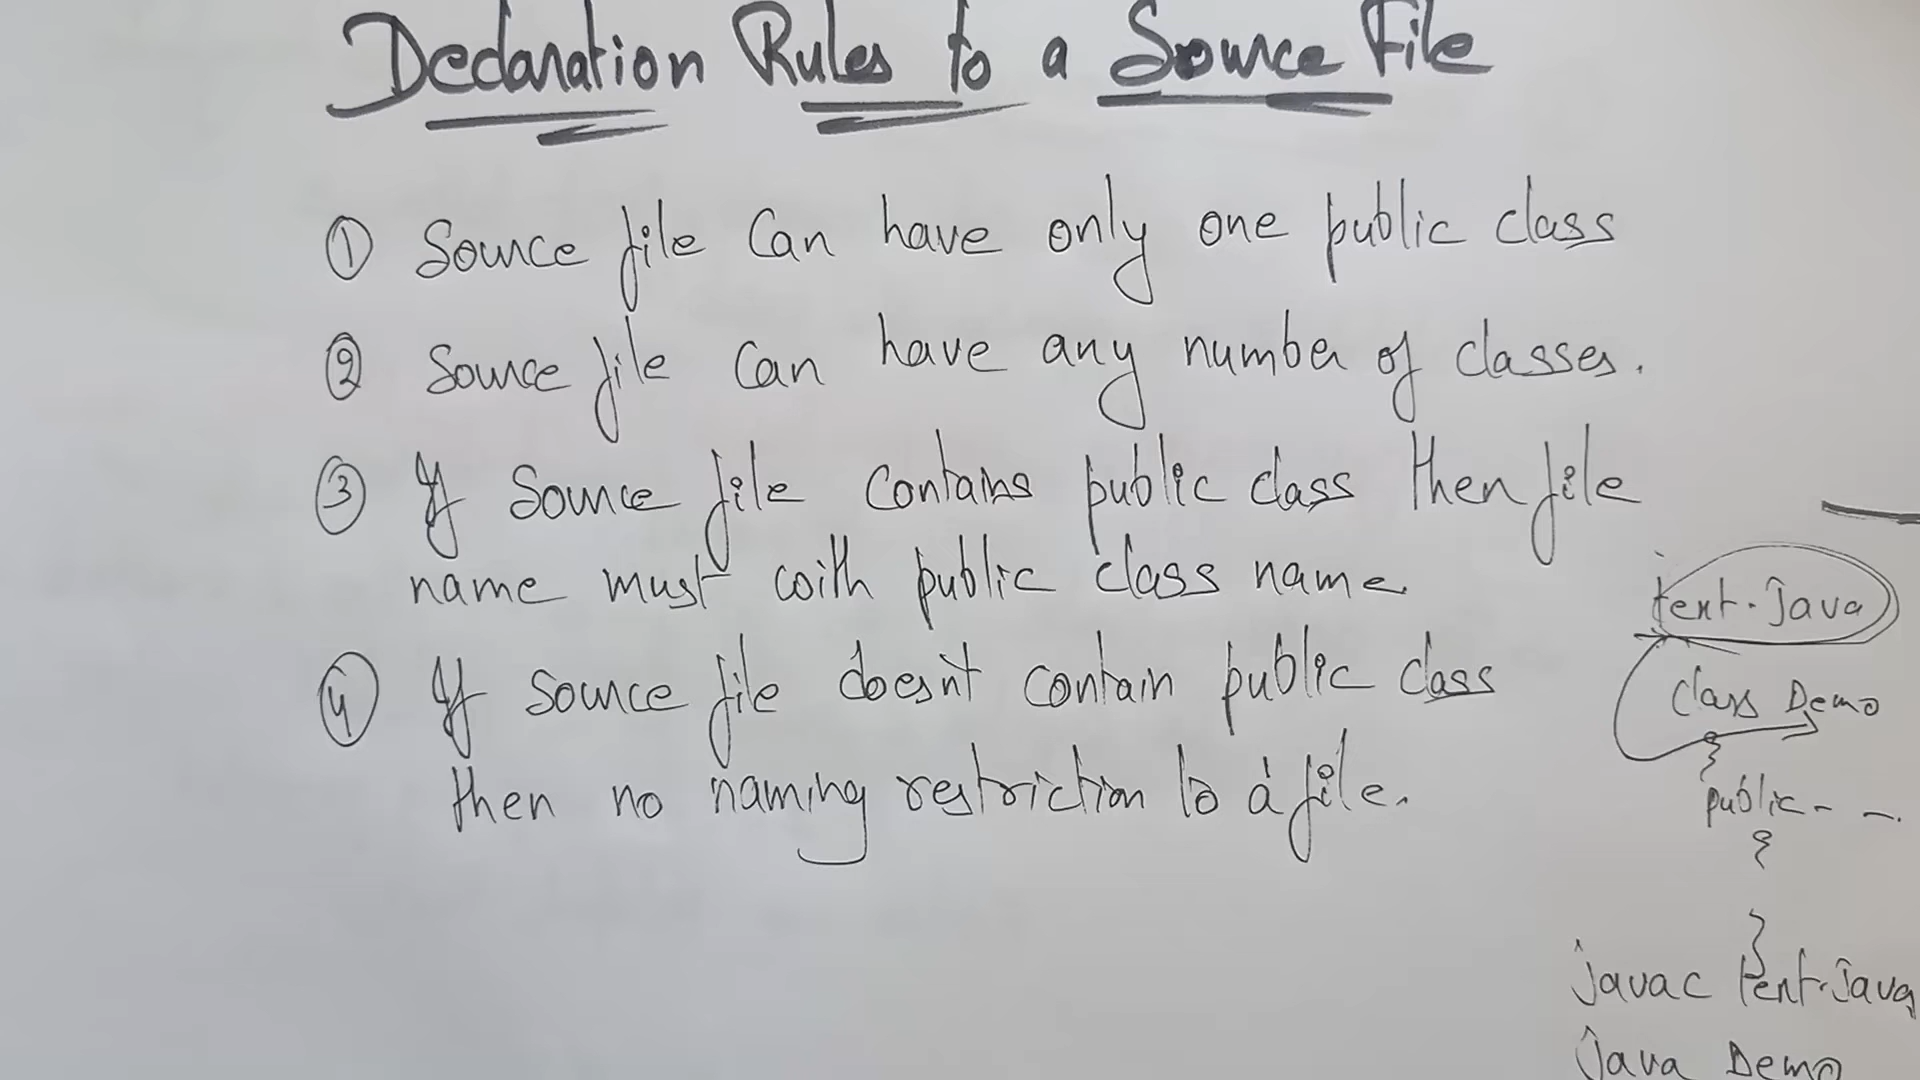 Declaration Rules to a Source File
① Source file Can have only one public class
② Source file Can have any number of classes.
③ If Source file contains public class then file
name must with public class name.
④ If source file doesn't contain public class
then no naming restriction to a file.
test.java
class Demo
{
public - -.
{
}
javac test.java
java Demo